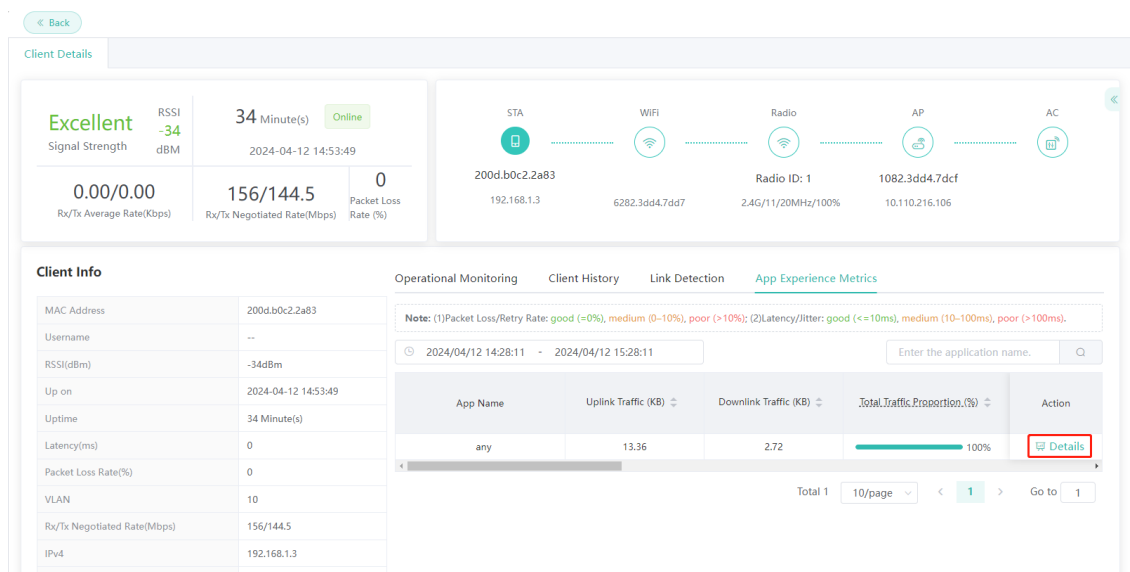 « Back
Client Details
Excellent
Signal Strength
RSSI
-34
dBM
34 Minute(s)
Online
2024-04-12 14:53:49
0.00/0.00
Rx/Tx Average Rate(Kbps)
156/144.5
Rx/Tx Negotiated Rate(Mbps)
0
Packet Loss
Rate (%)
STA
WiFi
Radio
AP
AC
200d.b0c2.2a83
Radio ID: 1
1082.3dd4.7dcf
192.168.1.3
6282.3dd4.7dd7
2.4G/11/20MHz/100%
10.110.216.106
«
Client Info
MAC Address 200d.b0c2.2a83
Username --
RSSI(dBm) -34dBm
Up on 2024-04-12 14:53:49
Uptime 34 Minute(s)
Latency(ms) 0
Packet Loss Rate(%) 0
VLAN 10
Rx/Tx Negotiated Rate(Mbps) 156/144.5
IPv4 192.168.1.3
Operational Monitoring Client History Link Detection App Experience Metrics
Note: (1)Packet Loss/Retry Rate: good (=0%), medium (0–10%), poor (>10%); (2)Latency/Jitter: good (<=10ms), medium (10–100ms), poor (>100ms).
2024/04/12 14:28:11 - 2024/04/12 15:28:11
Enter the application name.
App Name Uplink Traffic (KB) Downlink Traffic (KB) Total Traffic Proportion (%) Action
any 13.36 2.72 100% Details
Total 1 10/page < 1 > Go to 1